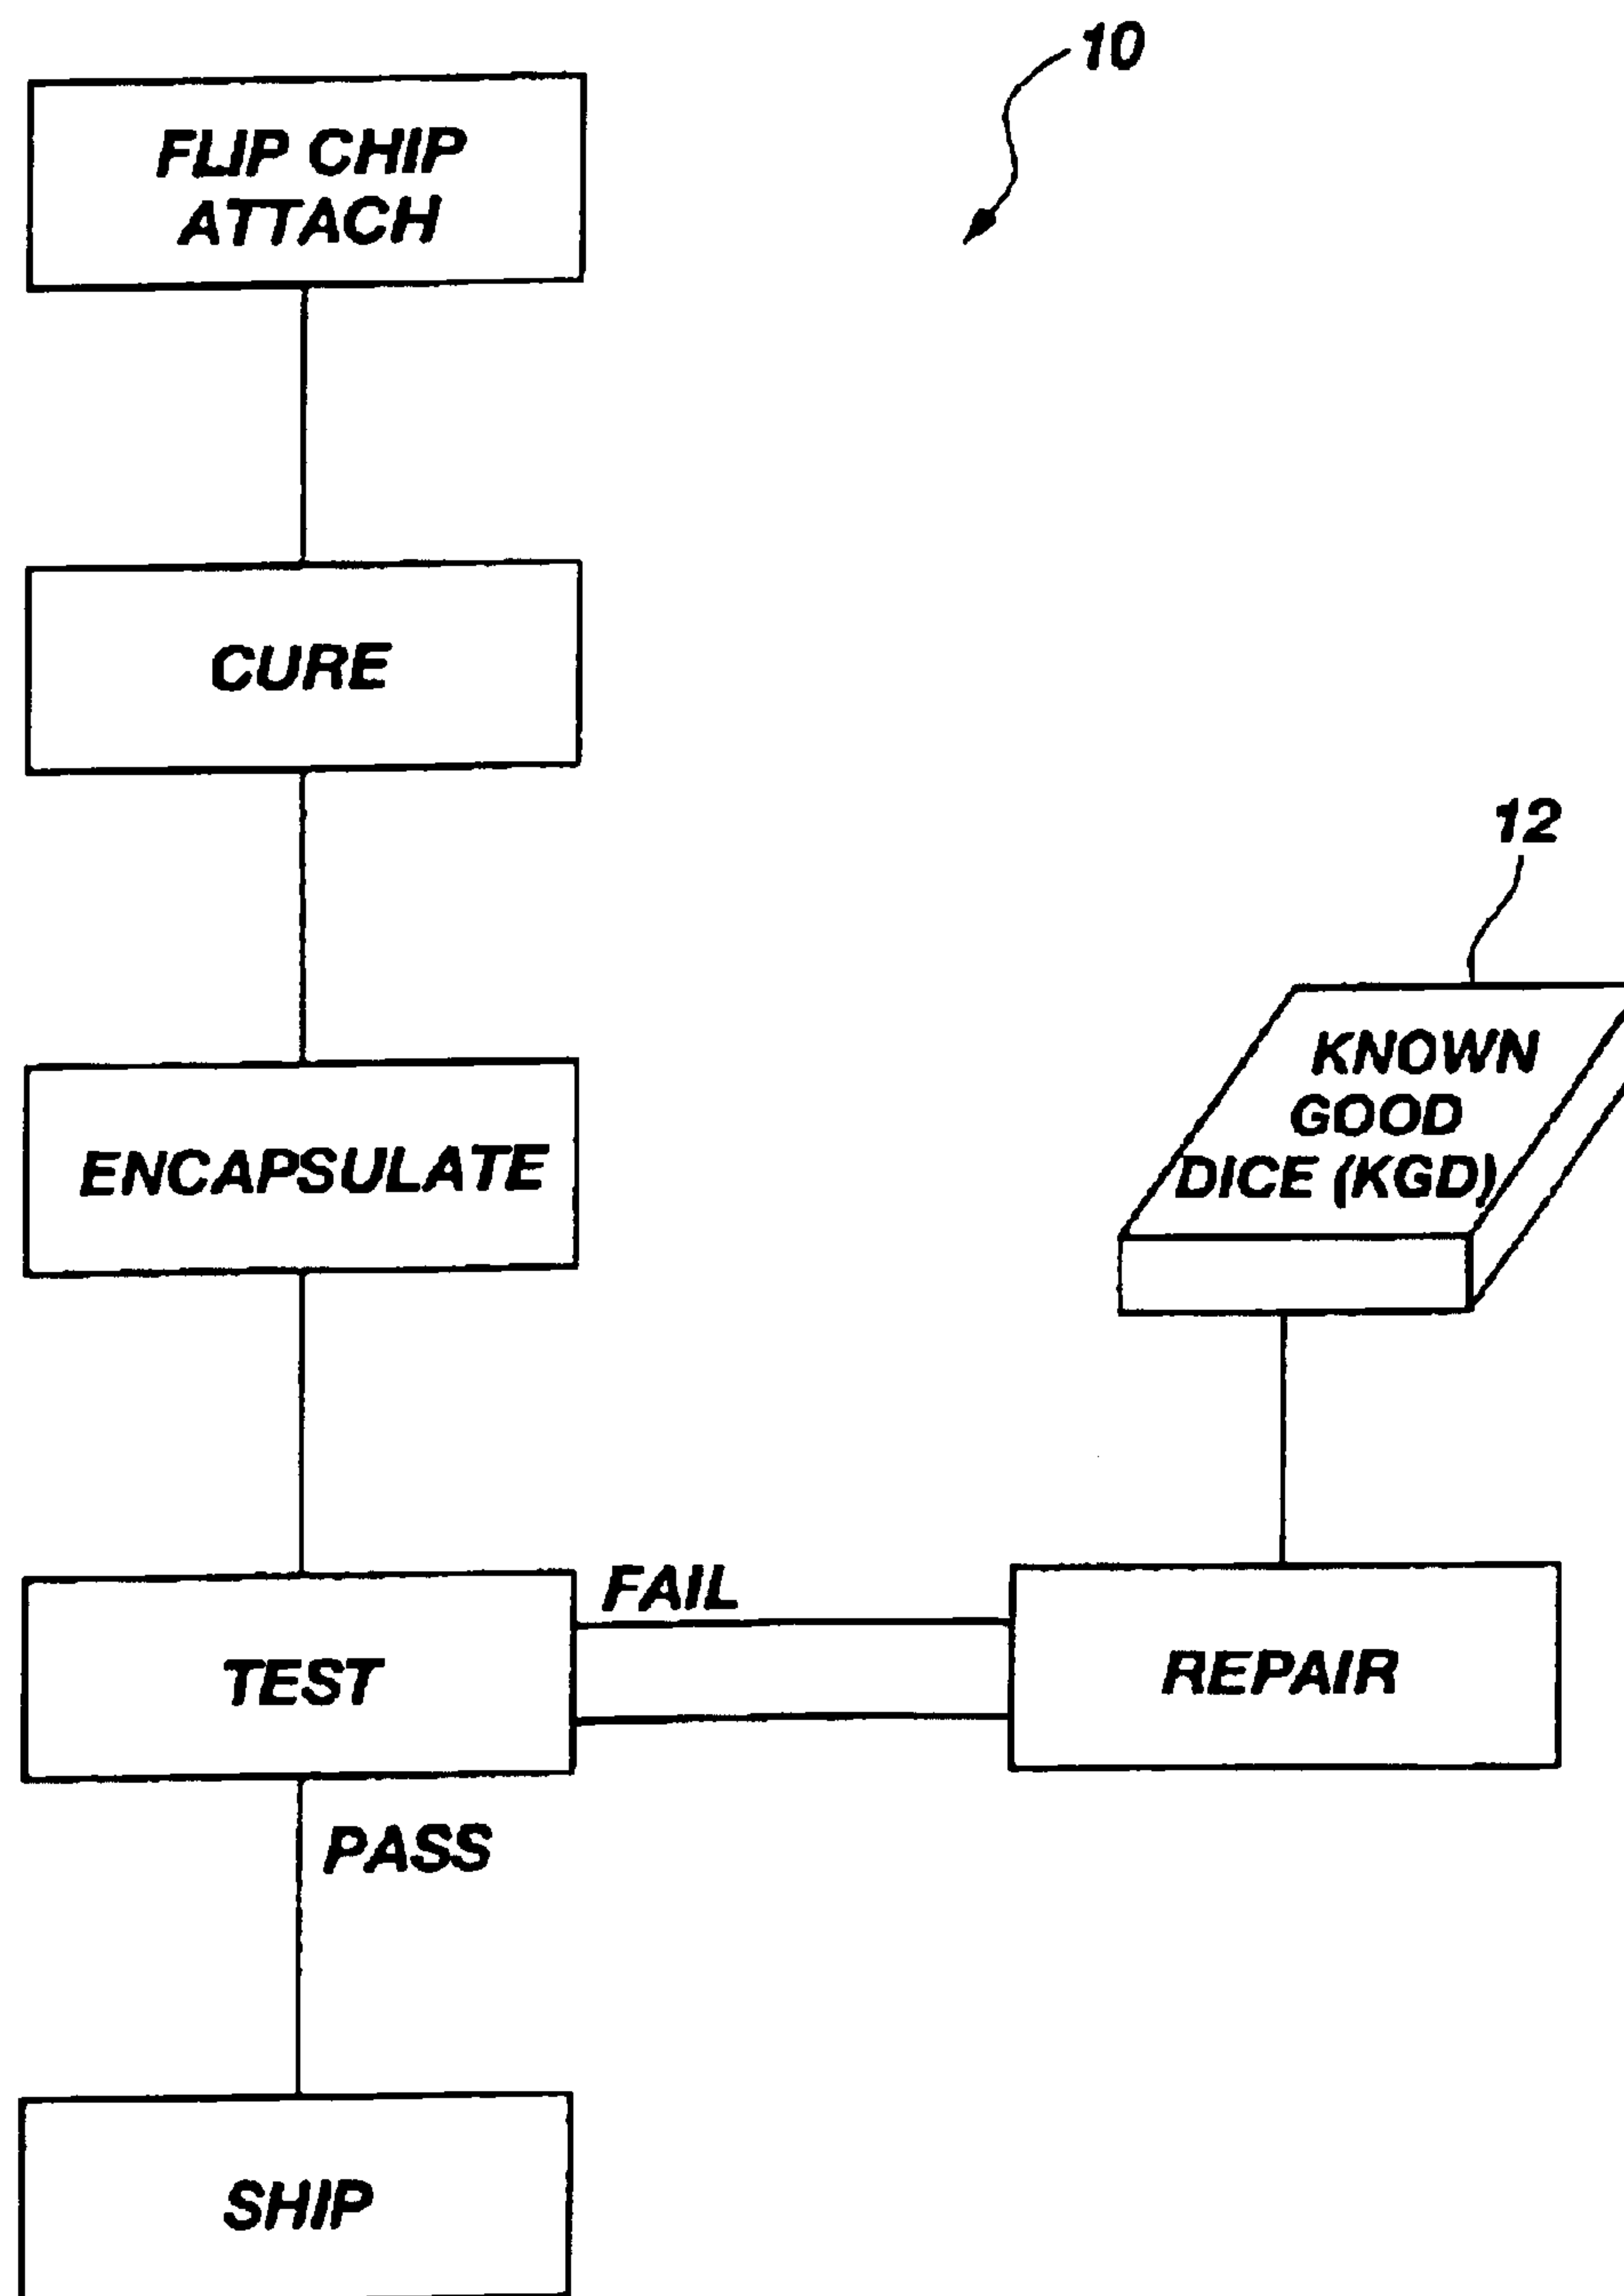 10
FLIP CHIP
ATTACH
CURE
12
KNOWN
GOOD
DICE (KGD)
ENCAPSULATE
FAIL
TEST
REPAIR
PASS
SHIP